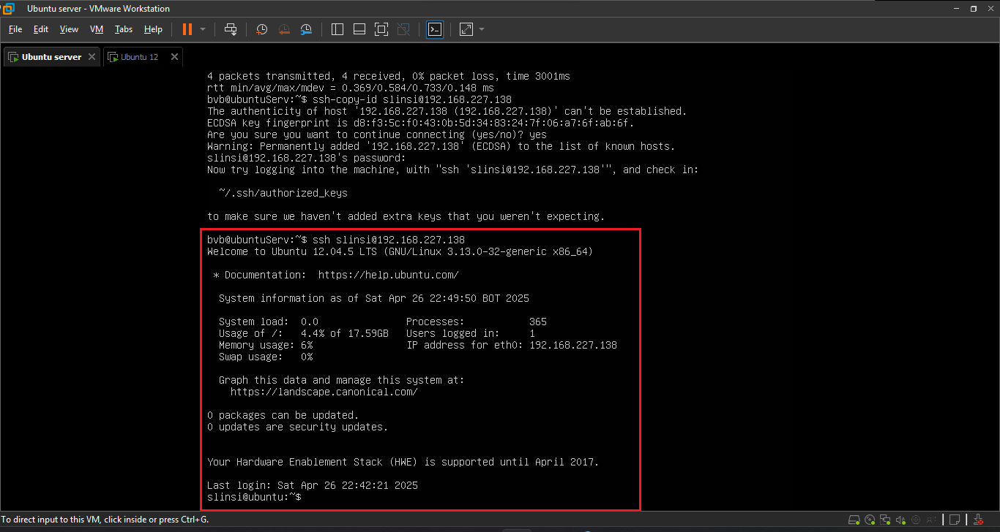 Ubuntu server - VMware Workstation
File Edit View VM Tabs Help
Ubuntu server
Ubuntu 12
4 packets transmitted, 4 received, 0% packet loss, time 3001ms
rtt min/avg/max/mdev = 0.369/0.584/0.733/0.148 ms
bvb@ubuntuServ:~$ ssh-copy-id slinsi@192.168.227.138
The authenticity of host '192.168.227.138 (192.168.227.138)' can't be established.
ECDSA key fingerprint is d8:f3:5c:f0:43:0b:5d:34:83:24:7f:06:a7:6f:ab:6f.
Are you sure you want to continue connecting (yes/no)? yes
Warning: Permanently added '192.168.227.138' (ECDSA) to the list of known hosts.
slinsi@192.168.227.138's password:
Now try logging into the machine, with "ssh 'slinsi@192.168.227.138'", and check in:
~/.ssh/authorized_keys
to make sure we haven't added extra keys that you weren't expecting.
bvb@ubuntuServ:~$ ssh slinsi@192.168.227.138
Welcome to Ubuntu 12.04.5 LTS (GNU/Linux 3.13.0-32-generic x86_64)
* Documentation:  https://help.ubuntu.com/
System information as of Sat Apr 26 22:49:50 BOT 2025
System load:  0.0 Processes: 365
Usage of /: 4.4% of 17.59GB Users logged in: 1
Memory usage: 6% IP address for eth0: 192.168.227.138
Swap usage: 0%
Graph this data and manage this system at:
https://landscape.canonical.com/
0 packages can be updated.
0 updates are security updates.
Your Hardware Enablement Stack (HWE) is supported until April 2017.
Last login: Sat Apr 26 22:42:21 2025
slinsi@ubuntu:~$
To direct input to this VM, click inside or press Ctrl+G.